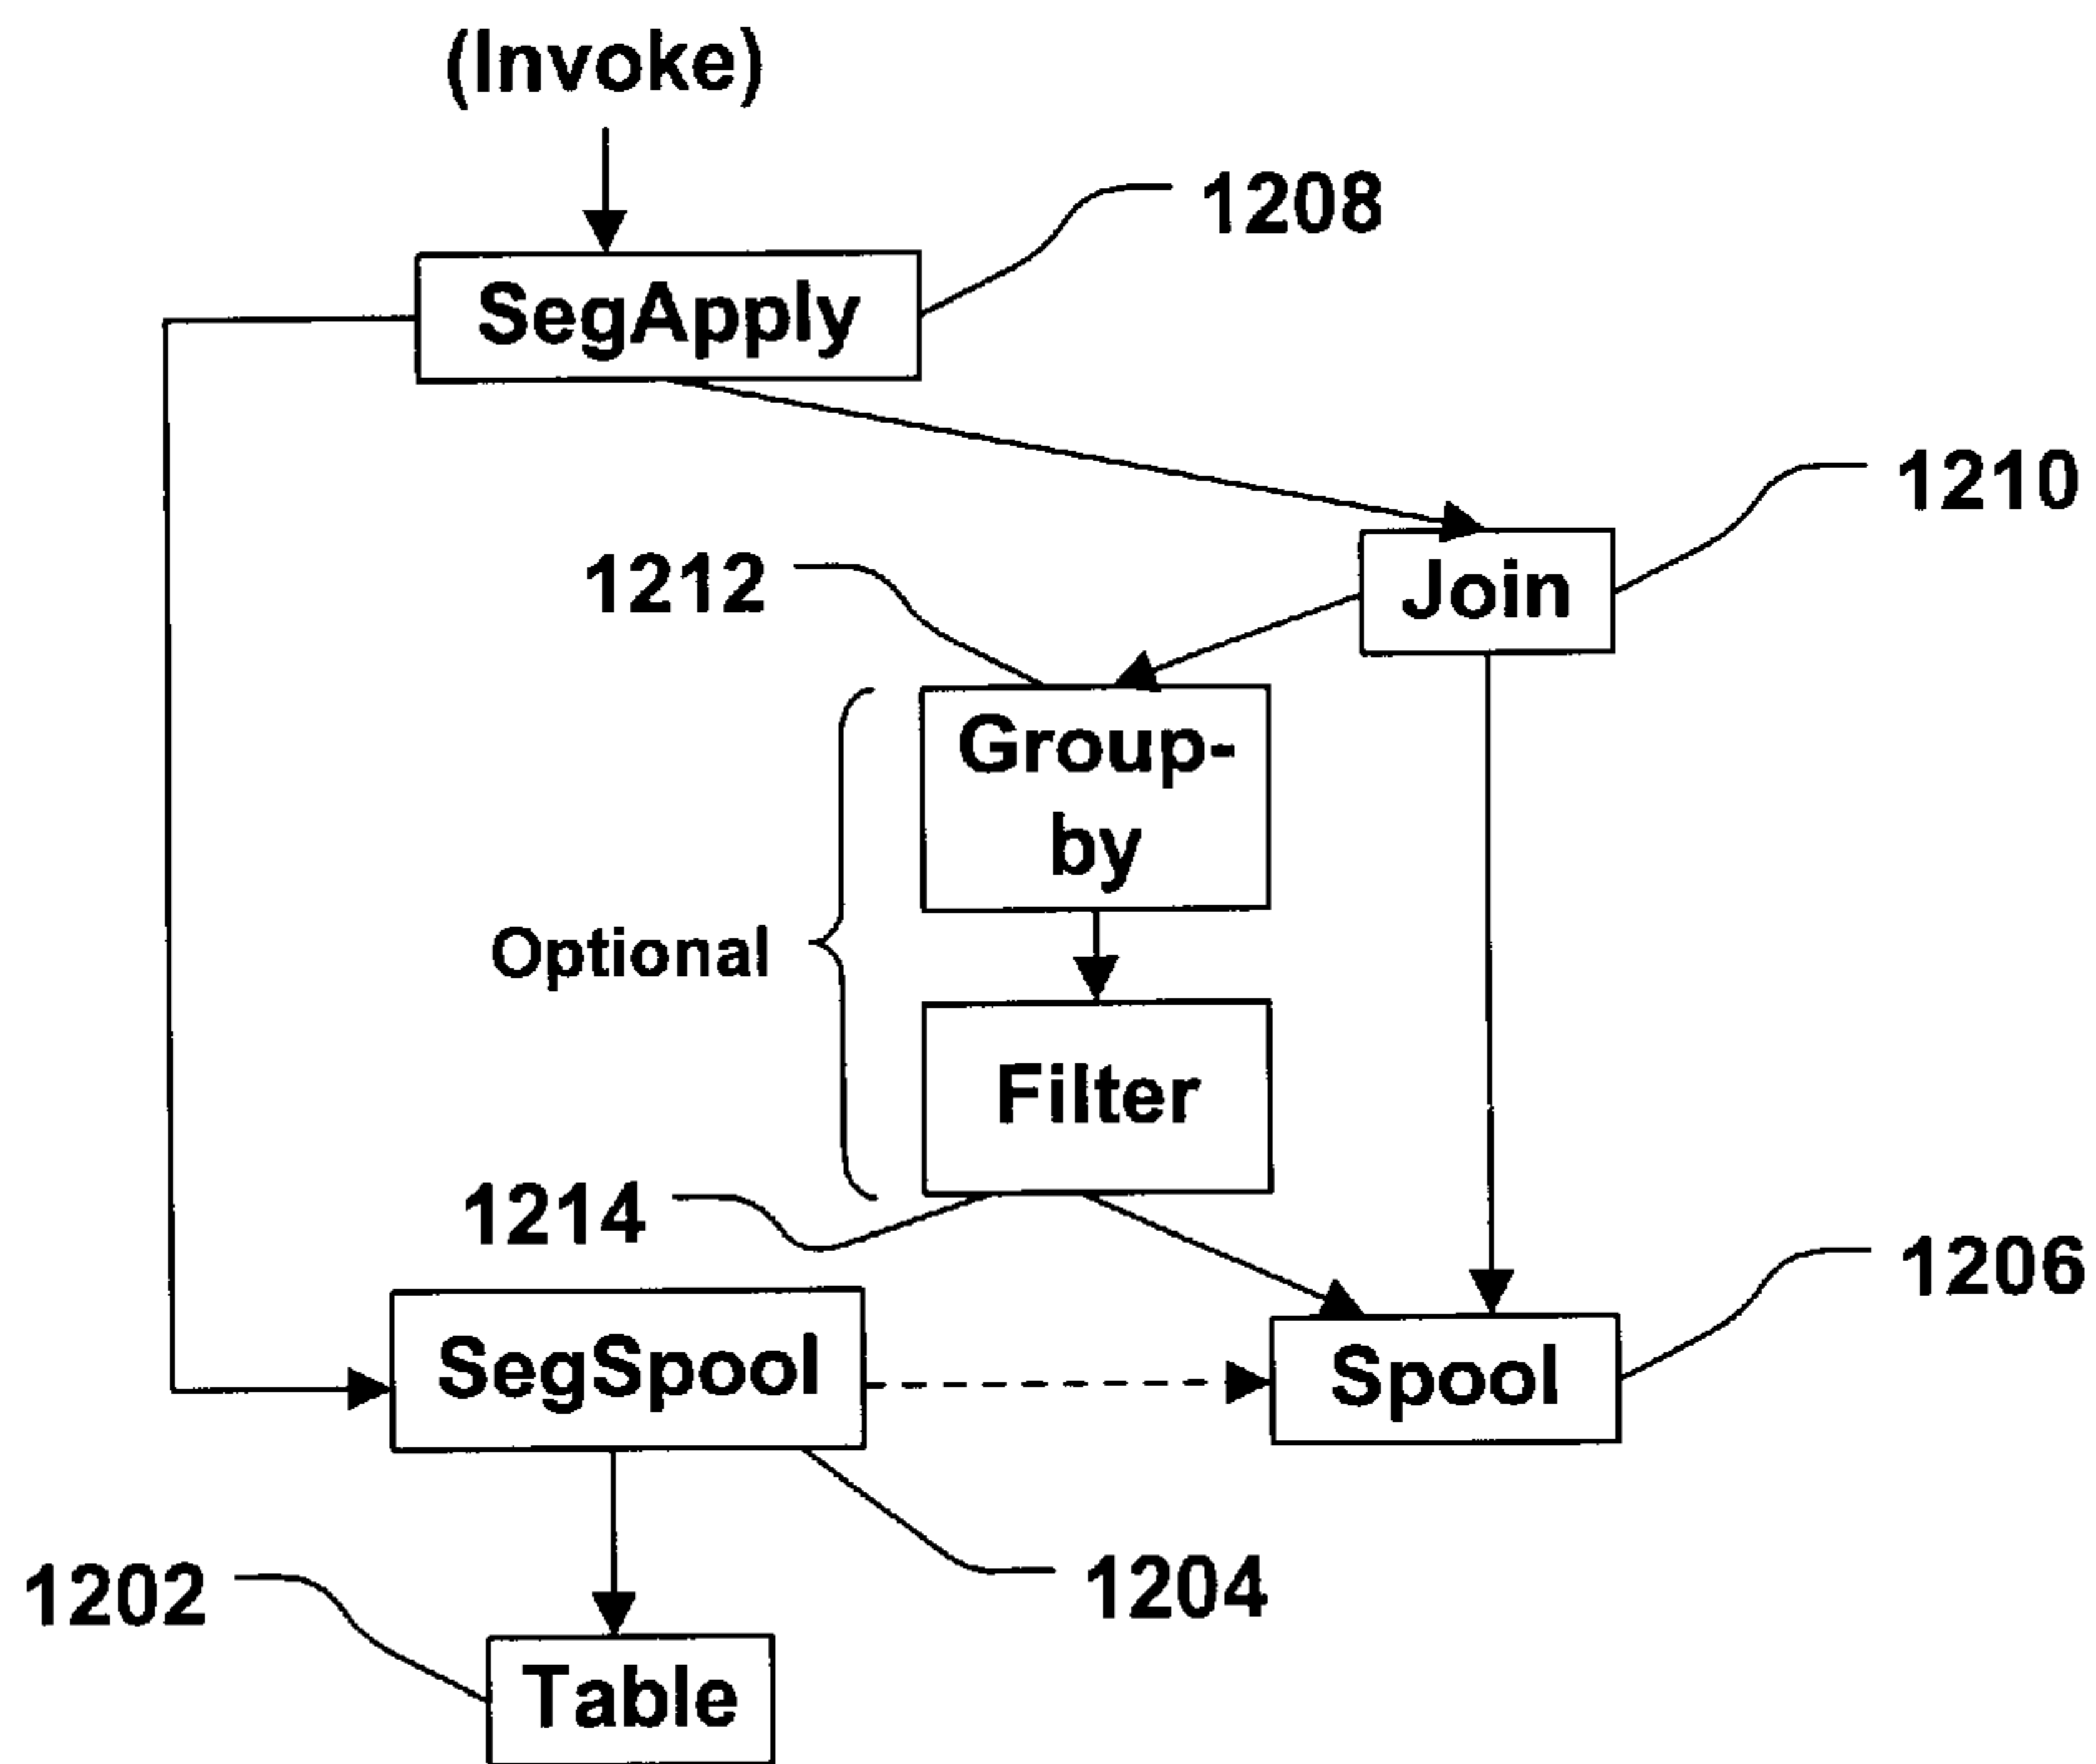 (Invoke)
1208
SegApply
1210
Join
1212
Group-
by
Optional
Filter
1214
1206
SegSpool
Spool
1204
1202
Table